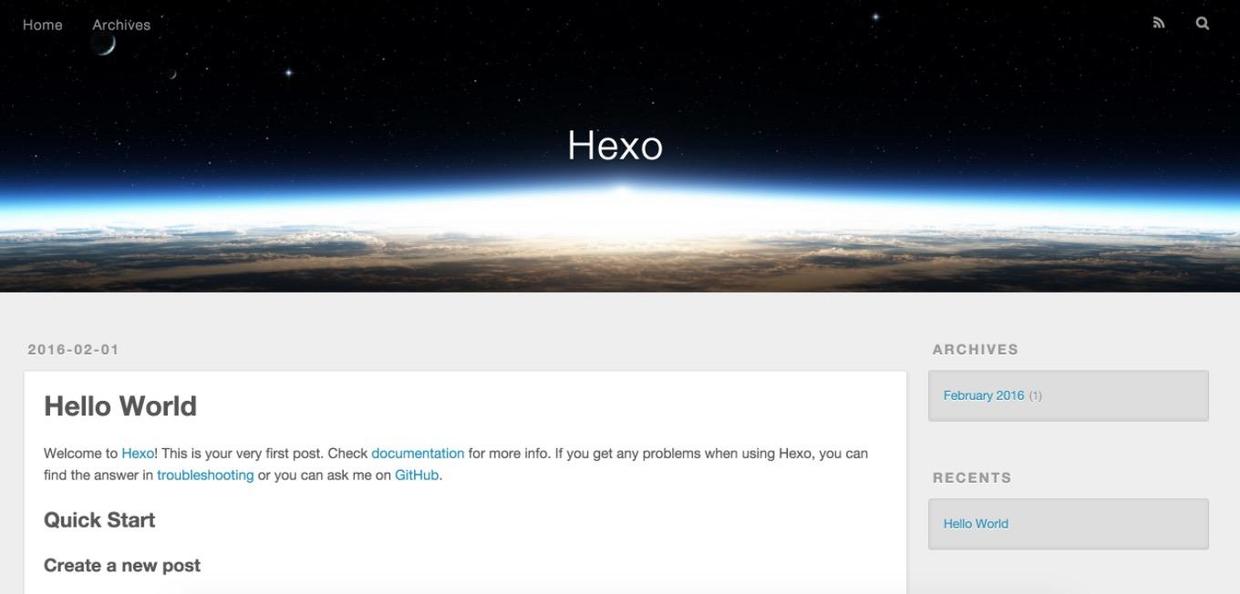 Home Archives
Hexo
2016-02-01
Hello World
Welcome to Hexo! This is your very first post. Check documentation for more info. If you get any problems when using Hexo, you can
find the answer in troubleshooting or you can ask me on GitHub.
Quick Start
Create a new post
ARCHIVES
February 2016 (1)
RECENTS
Hello World